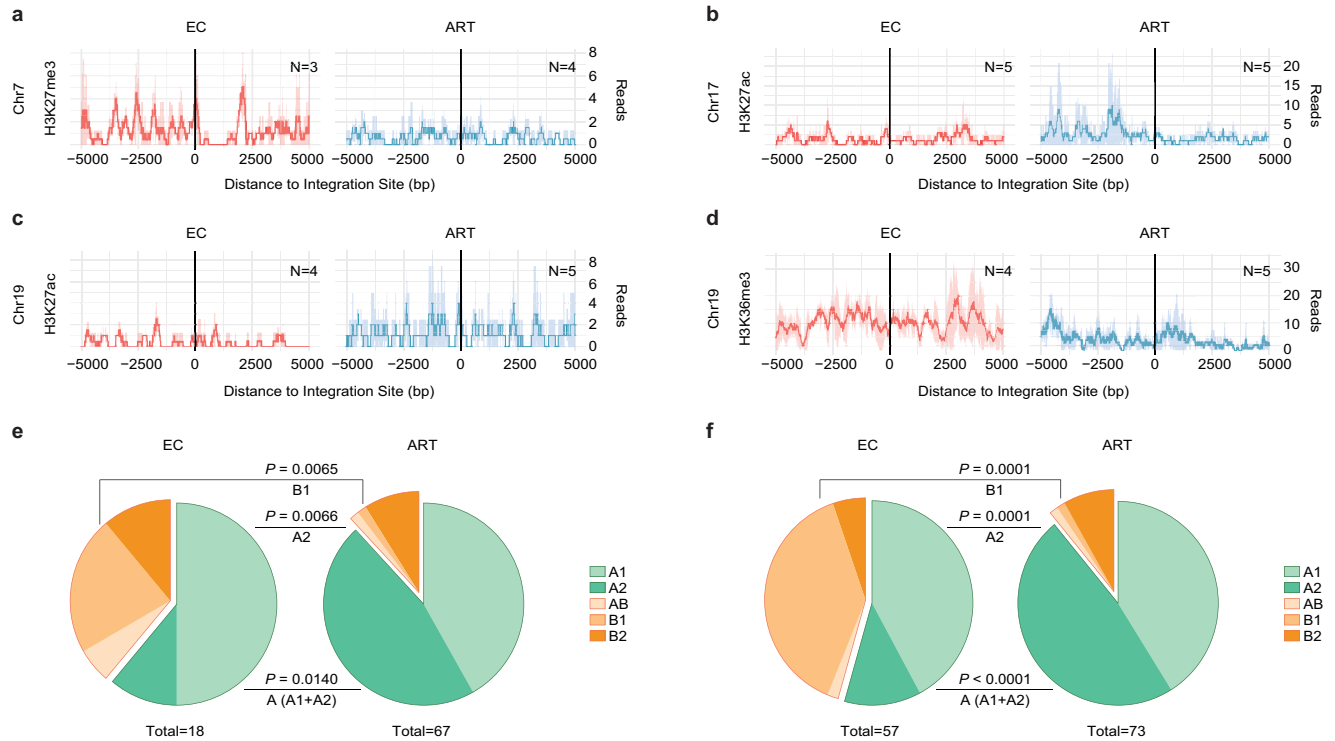 a
EC
ART
Chr7
H3K27me3
N=3
N=4
8
6
4
2
0
Reads
−5000 −2500 0 2500 5000
−5000 −2500 0 2500 5000
Distance to Integration Site (bp)
b
EC
ART
Chr17
H3K27ac
N=5
N=5
20
15
10
5
0
Reads
−5000 −2500 0 2500 5000
−5000 −2500 0 2500 5000
Distance to Integration Site (bp)
c
EC
ART
Chr19
H3K27ac
N=4
N=5
8
6
4
2
0
Reads
−5000 −2500 0 2500 5000
−5000 −2500 0 2500 5000
Distance to Integration Site (bp)
d
EC
ART
Chr19
H3K36me3
N=4
N=5
30
20
10
0
Reads
−5000 −2500 0 2500 5000
−5000 −2500 0 2500 5000
Distance to Integration Site (bp)
e
EC
ART
P = 0.0065
B1
P = 0.0066
A2
P = 0.0140
A (A1+A2)
Total=18
Total=67
A1
A2
AB
B1
B2
f
EC
ART
P = 0.0001
B1
P = 0.0001
A2
P < 0.0001
A (A1+A2)
Total=57
Total=73
A1
A2
AB
B1
B2